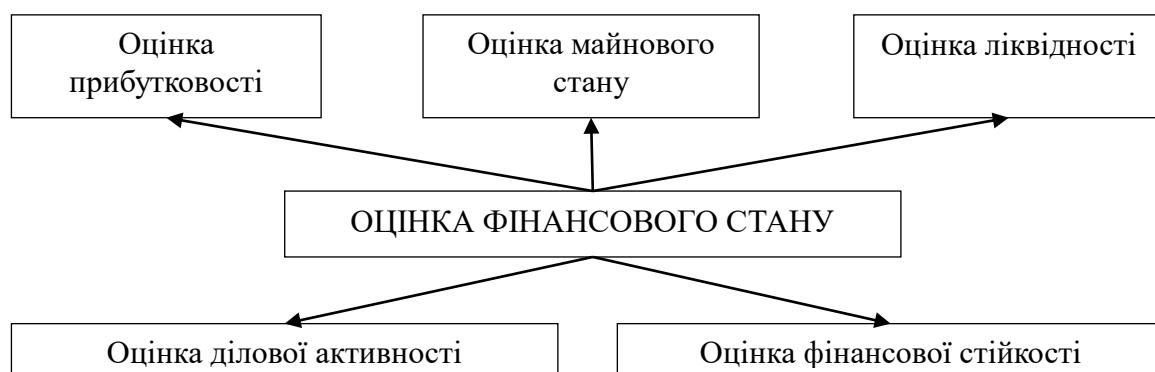 Оцінка
прибутковості
Оцінка майнового
стану
Оцінка ліквідності
ОЦІНКА ФІНАНСОВОГО СТАНУ
Оцінка ділової активності
Оцінка фінансової стійкості